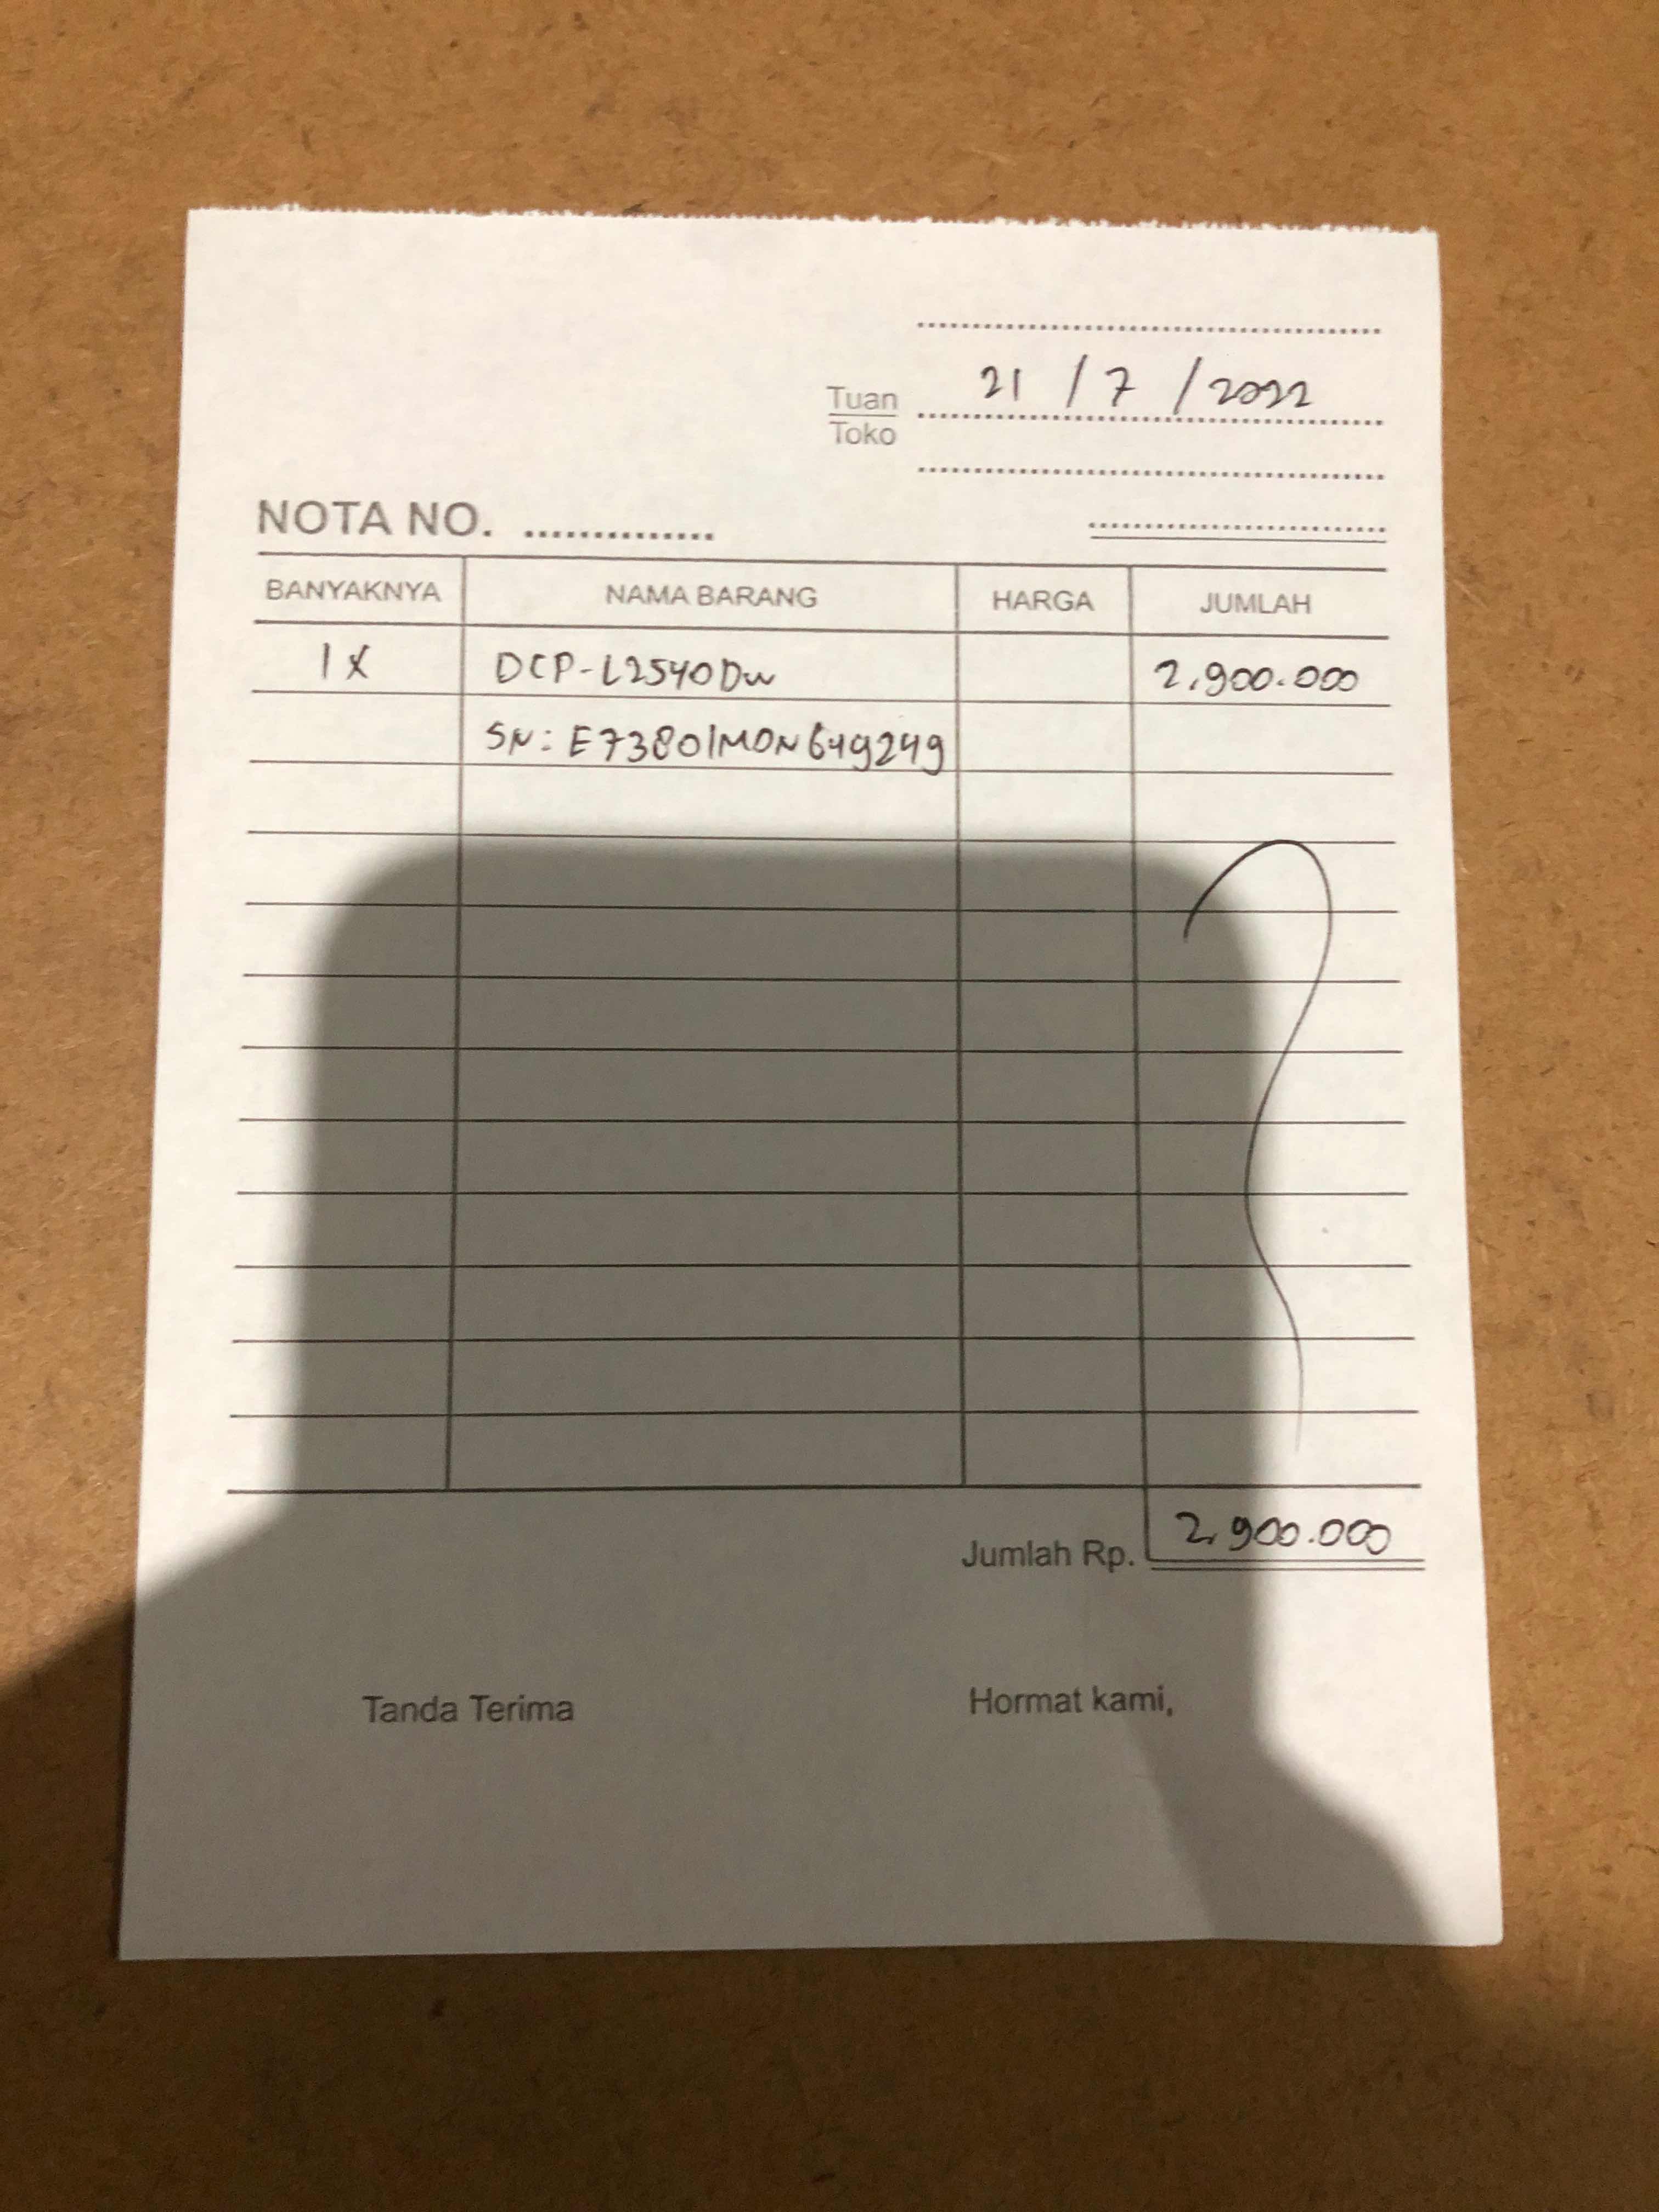 21 / 7 / 2022
Tuan
Toko
NOTA NO. ..............
BANYAKNYA NAMA BARANG HARGA JUMLAH
1 X DCP-L2540DW 2.900.000
SN: E73801M0N649249
Jumlah Rp. 2.900.000
Tanda Terima Hormat kami,